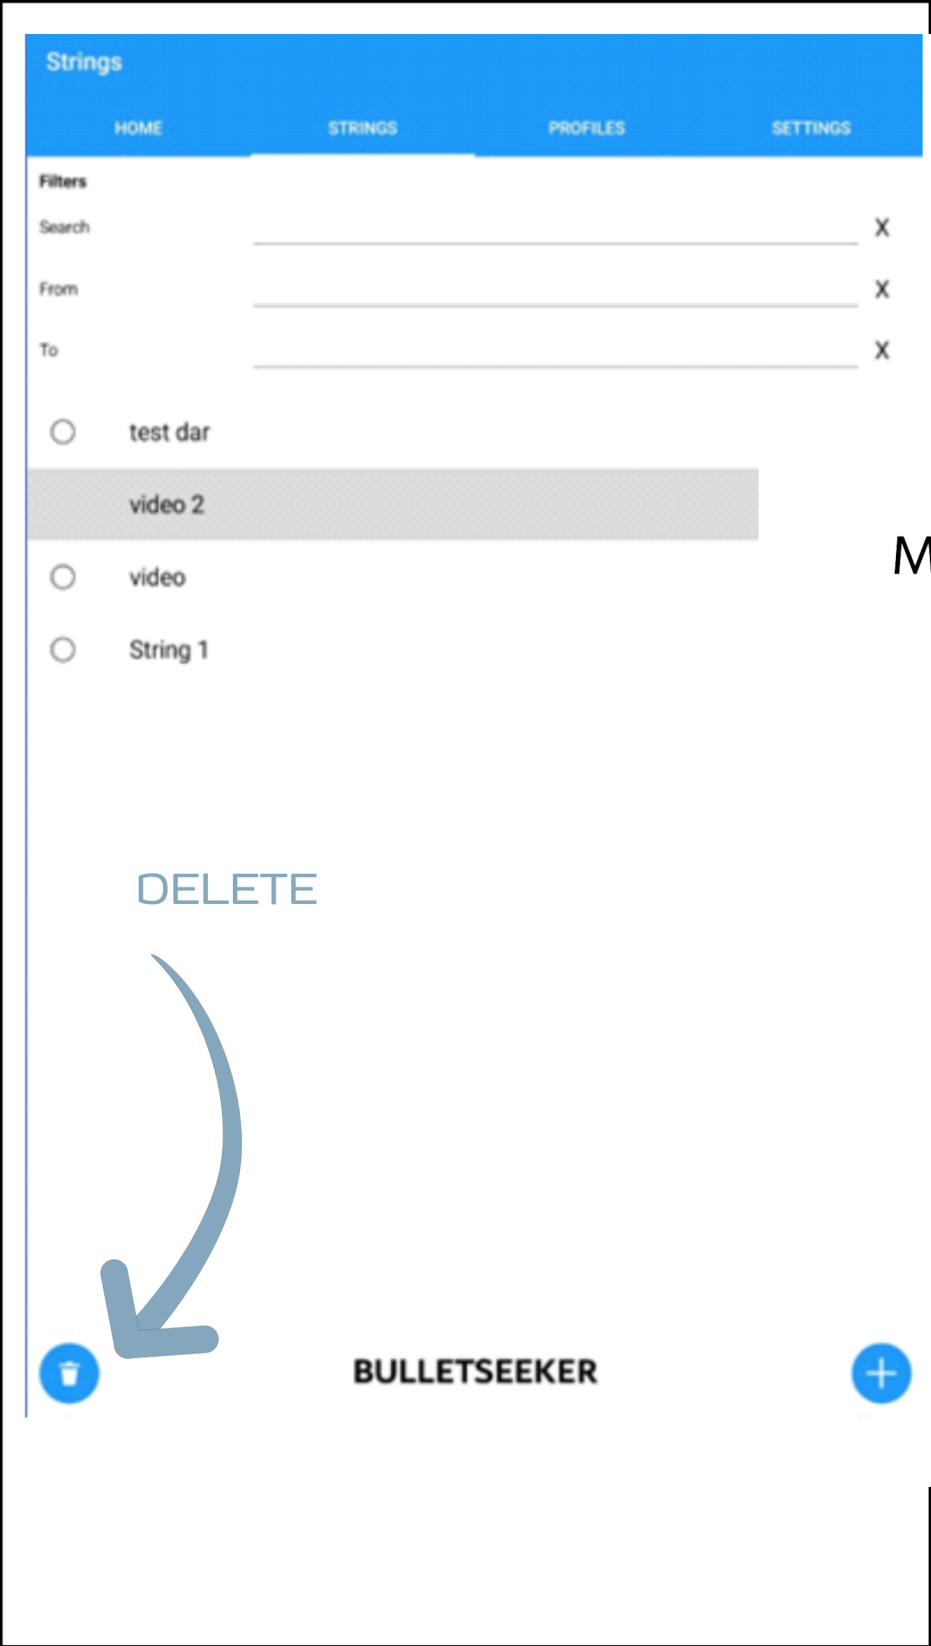 Strings
HOME STRINGS PROFILES SETTINGS
Filters
Search X
From X
To X
test dar
video 2
M
video
String 1
DELETE
BULLETSEEKER